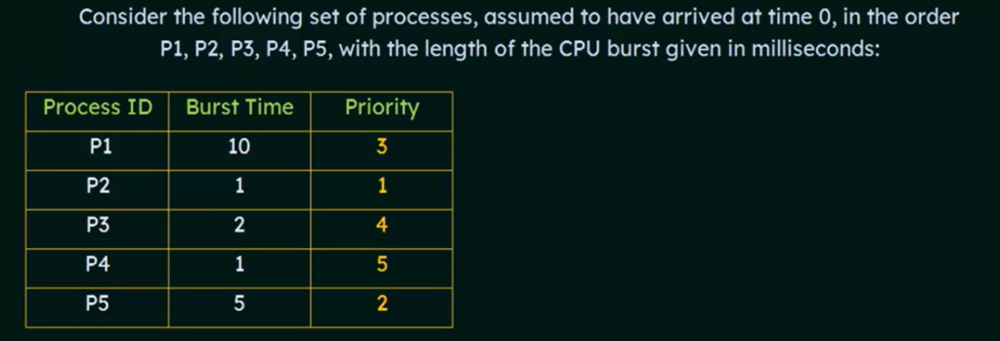 Consider the following set of processes, assumed to have arrived at time 0, in the order
P1, P2, P3, P4, P5, with the length of the CPU burst given in milliseconds:
Process ID Burst Time Priority
P1 10 3
P2 1 1
P3 2 4
P4 1 5
P5 5 2